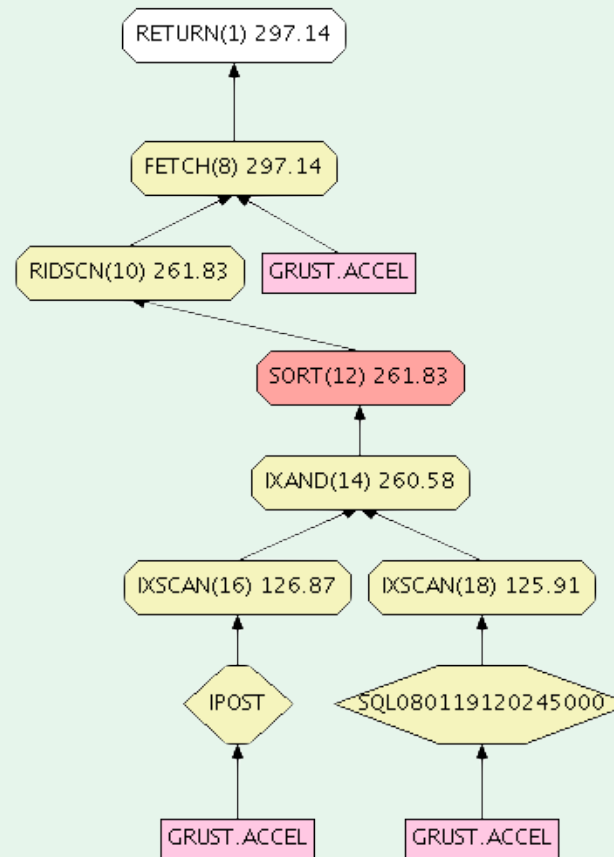 RETURN(1) 297.14
FETCH(8) 297.14
RIDSCN(10) 261.83
GRUST.ACCEL
SORT(12) 261.83
IXAND(14) 260.58
IXSCAN(16) 126.87
IXSCAN(18) 125.91
IPOST
SQL080119120245000
GRUST.ACCEL
GRUST.ACCEL